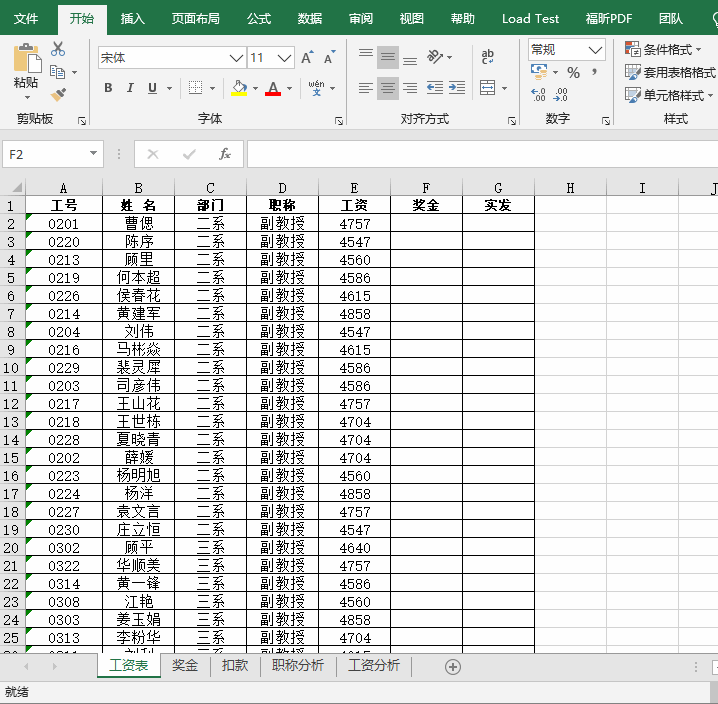 文件 开始 插入 页面布局 公式 数据 审阅 视图 帮助 Load Test 福昕PDF 团队
宋体 11 A A 常规 条件格式
粘贴 B I U A wén 文 ab c % , 套用表格格式
.00 .00 单元格样式
剪贴板 字体 对齐方式 数字 样式
F2 fx
A B C D E F G H I J
1 工号 姓 名 部门 职称 工资 奖金 实发
2 0201 曹偲 二系 副教授 4757
3 0220 陈序 二系 副教授 4547
4 0213 顾里 二系 副教授 4560
5 0219 何本超 二系 副教授 4586
6 0226 侯春花 二系 副教授 4615
7 0214 黄建军 二系 副教授 4858
8 0204 刘伟 二系 副教授 4547
9 0216 马彬焱 二系 副教授 4615
10 0229 裴灵犀 二系 副教授 4586
11 0203 司彦伟 二系 副教授 4586
12 0217 王山花 二系 副教授 4757
13 0218 王世栋 二系 副教授 4704
14 0228 夏晓青 二系 副教授 4704
15 0202 薛媛 二系 副教授 4704
16 0223 杨明旭 二系 副教授 4560
17 0224 杨洋 二系 副教授 4858
18 0227 袁文言 二系 副教授 4757
19 0230 庄立恒 二系 副教授 4547
20 0302 顾平 三系 副教授 4640
21 0322 华顺美 三系 副教授 4757
22 0314 黄一锋 三系 副教授 4586
23 0308 江艳 三系 副教授 4560
24 0303 姜玉娟 三系 副教授 4858
25 0313 李粉华 三系 副教授 4704
工资表 奖金 扣款 职称分析 工资分析
就绪